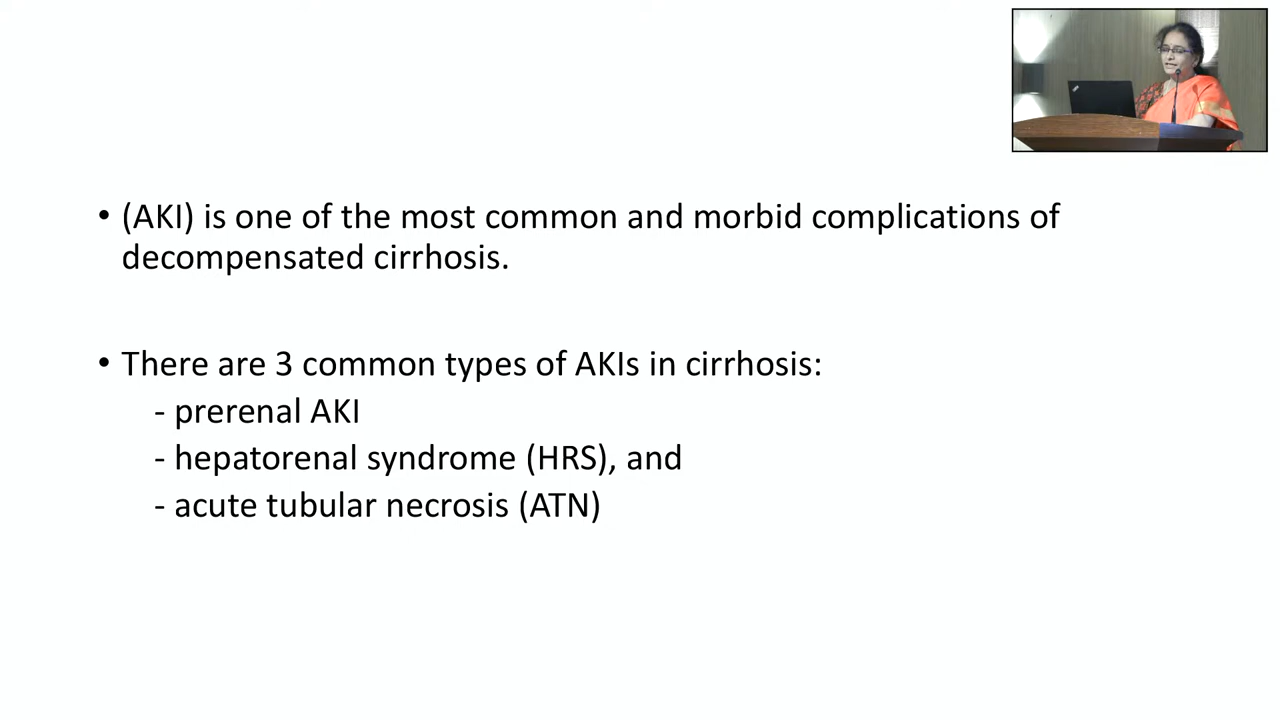 • (AKI) is one of the most common and morbid complications of
decompensated cirrhosis.
• There are 3 common types of AKIs in cirrhosis:
- prerenal AKI
- hepatorenal syndrome (HRS), and
- acute tubular necrosis (ATN)